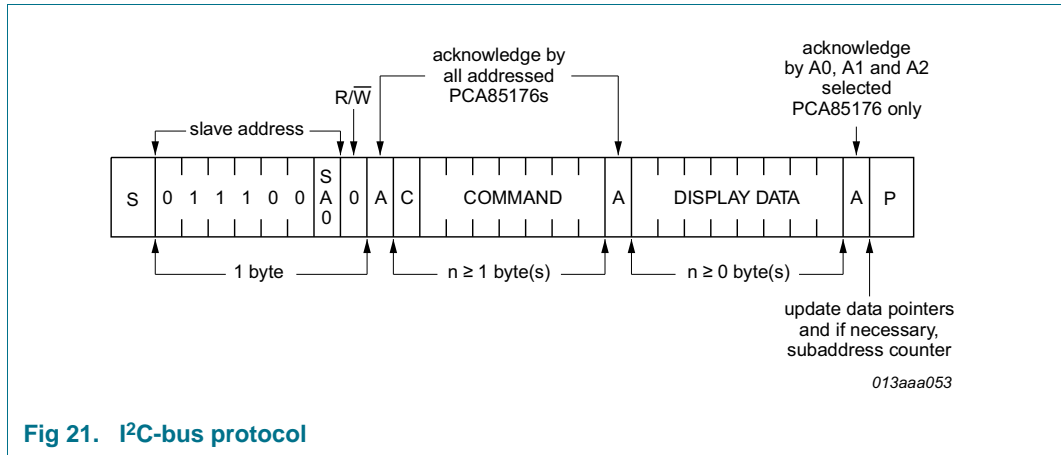 acknowledge by
all addressed
PCA85176s
acknowledge
by A0, A1 and A2
selected
PCA85176 only
R/W̅
slave address
S 0 1 1 1 0 0 SA0 0 A C COMMAND A DISPLAY DATA A P
1 byte
n ≥ 1 byte(s)
n ≥ 0 byte(s)
update data pointers
and if necessary,
subaddress counter
013aaa053
Fig 21. I²C-bus protocol